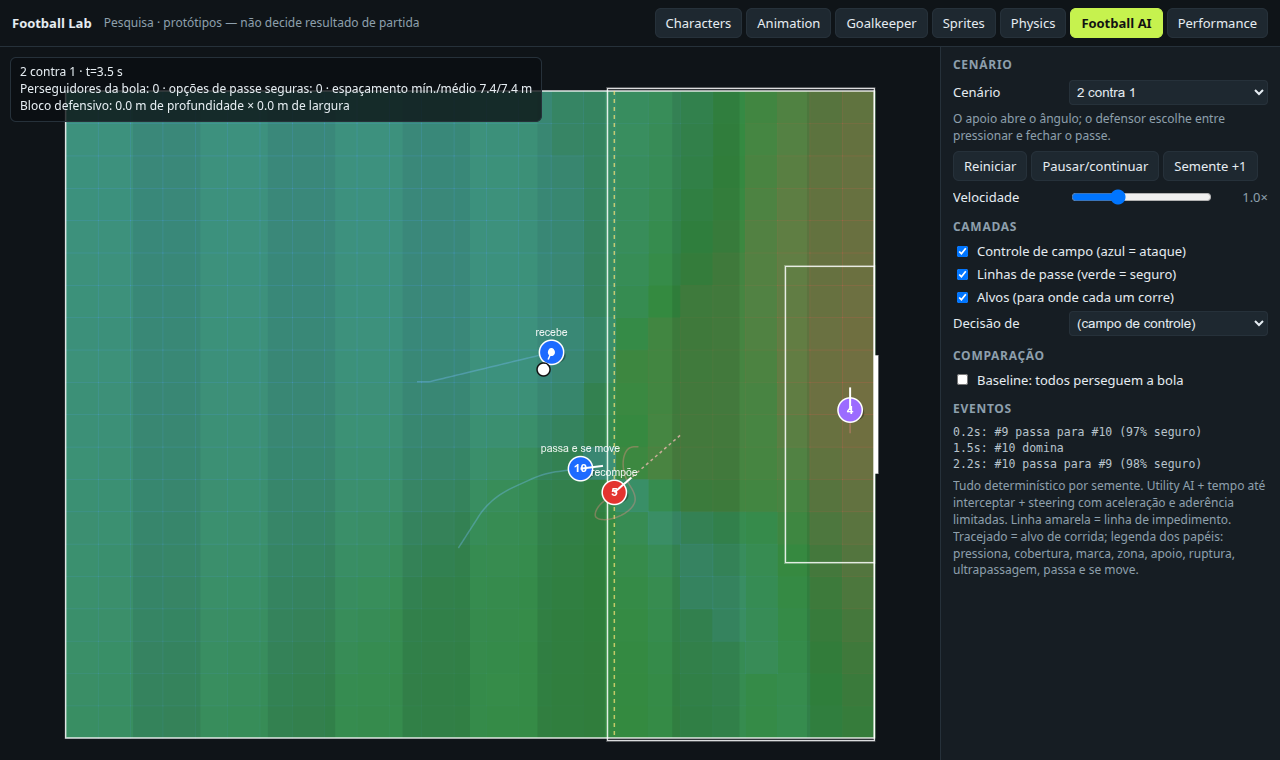 Football Lab
Pesquisa · protótipos — não decide resultado de partida
Characters
Animation
Goalkeeper
Sprites
Physics
Football AI
Performance
2 contra 1 · t=3.5 s
Perseguidores da bola: 0 · opções de passe seguras: 0 · espaçamento mín./médio 7.4/7.4 m
Bloco defensivo: 0.0 m de profundidade × 0.0 m de largura
recebe
passa e se move
10
recompõe
5
4
CENÁRIO
Cenário
2 contra 1
O apoio abre o ângulo; o defensor escolhe entre
pressionar e fechar o passe.
Reiniciar
Pausar/continuar
Semente +1
Velocidade
1.0×
CAMADAS
Controle de campo (azul = ataque)
Linhas de passe (verde = seguro)
Alvos (para onde cada um corre)
Decisão de
(campo de controle)
COMPARAÇÃO
Baseline: todos perseguem a bola
EVENTOS
0.2s: #9 passa para #10 (97% seguro)
1.5s: #10 domina
2.2s: #10 passa para #9 (98% seguro)
Tudo determinístico por semente. Utility AI + tempo até
interceptar + steering com aceleração e aderência
limitadas. Linha amarela = linha de impedimento.
Tracejado = alvo de corrida; legenda dos papéis:
pressiona, cobertura, marca, zona, apoio, ruptura,
ultrapassagem, passa e se move.